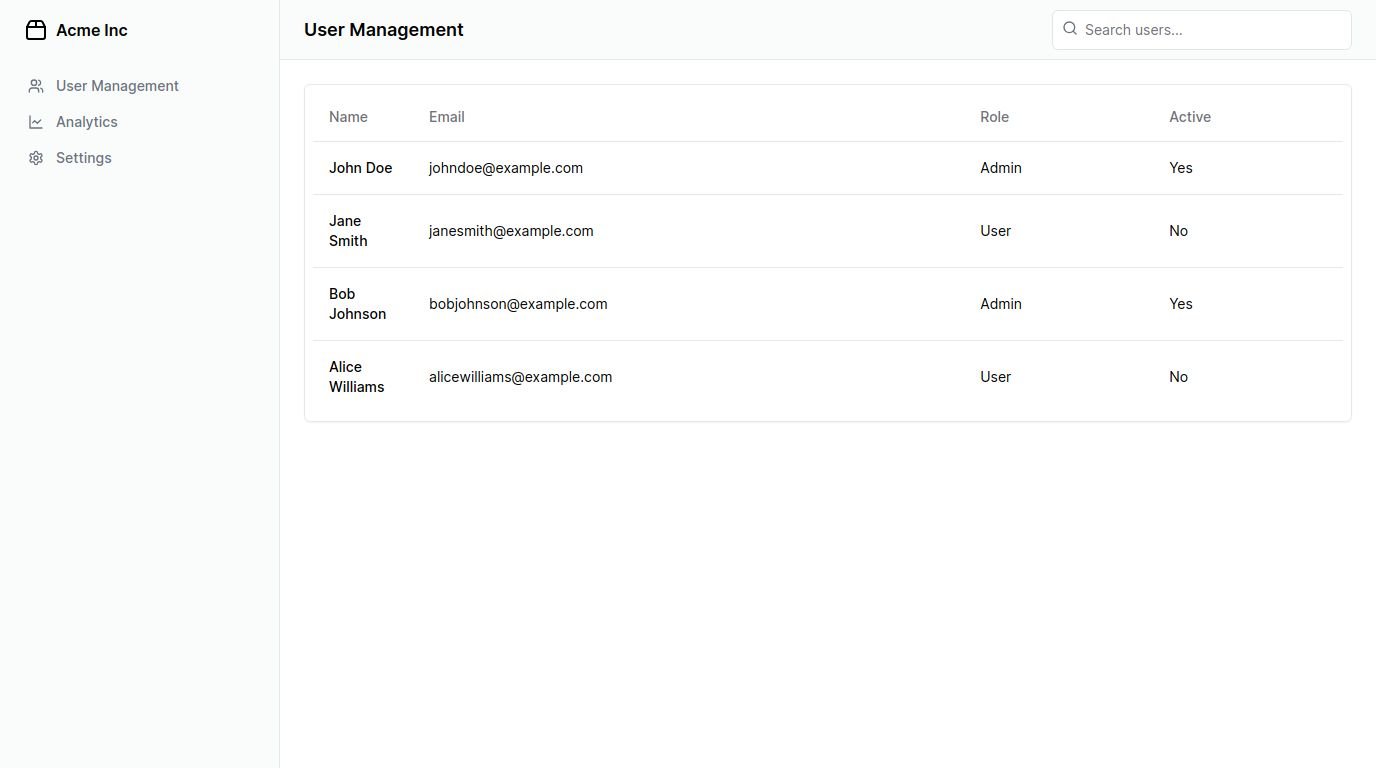 Acme Inc
User Management
Analytics
Settings
User Management
Search users...
Name Email Role Active
John Doe johndoe@example.com Admin Yes
Jane
Smith
janesmith@example.com User No
Bob
Johnson
bobjohnson@example.com Admin Yes
Alice
Williams
alicewilliams@example.com User No